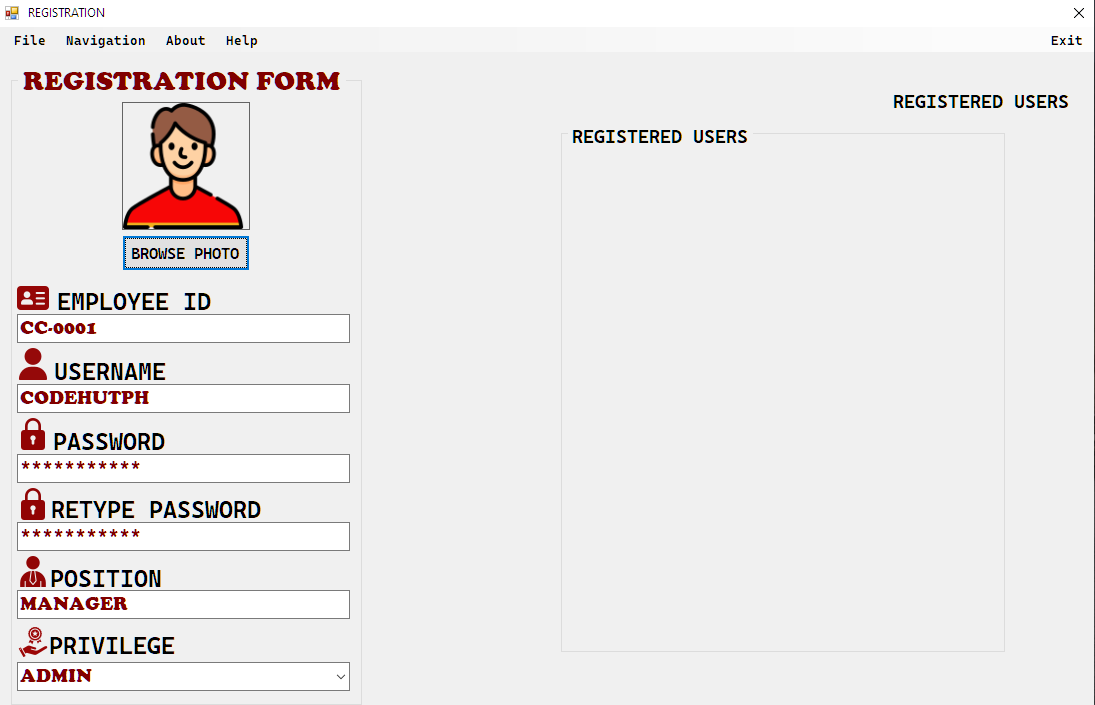 REGISTRATION
File Navigation About Help Exit
REGISTRATION FORM
BROWSE PHOTO
EMPLOYEE ID
CC-0001
USERNAME
CODEHUTPH
PASSWORD
***********
RETYPE PASSWORD
***********
POSITION
MANAGER
PRIVILEGE
ADMIN
REGISTERED USERS
REGISTERED USERS